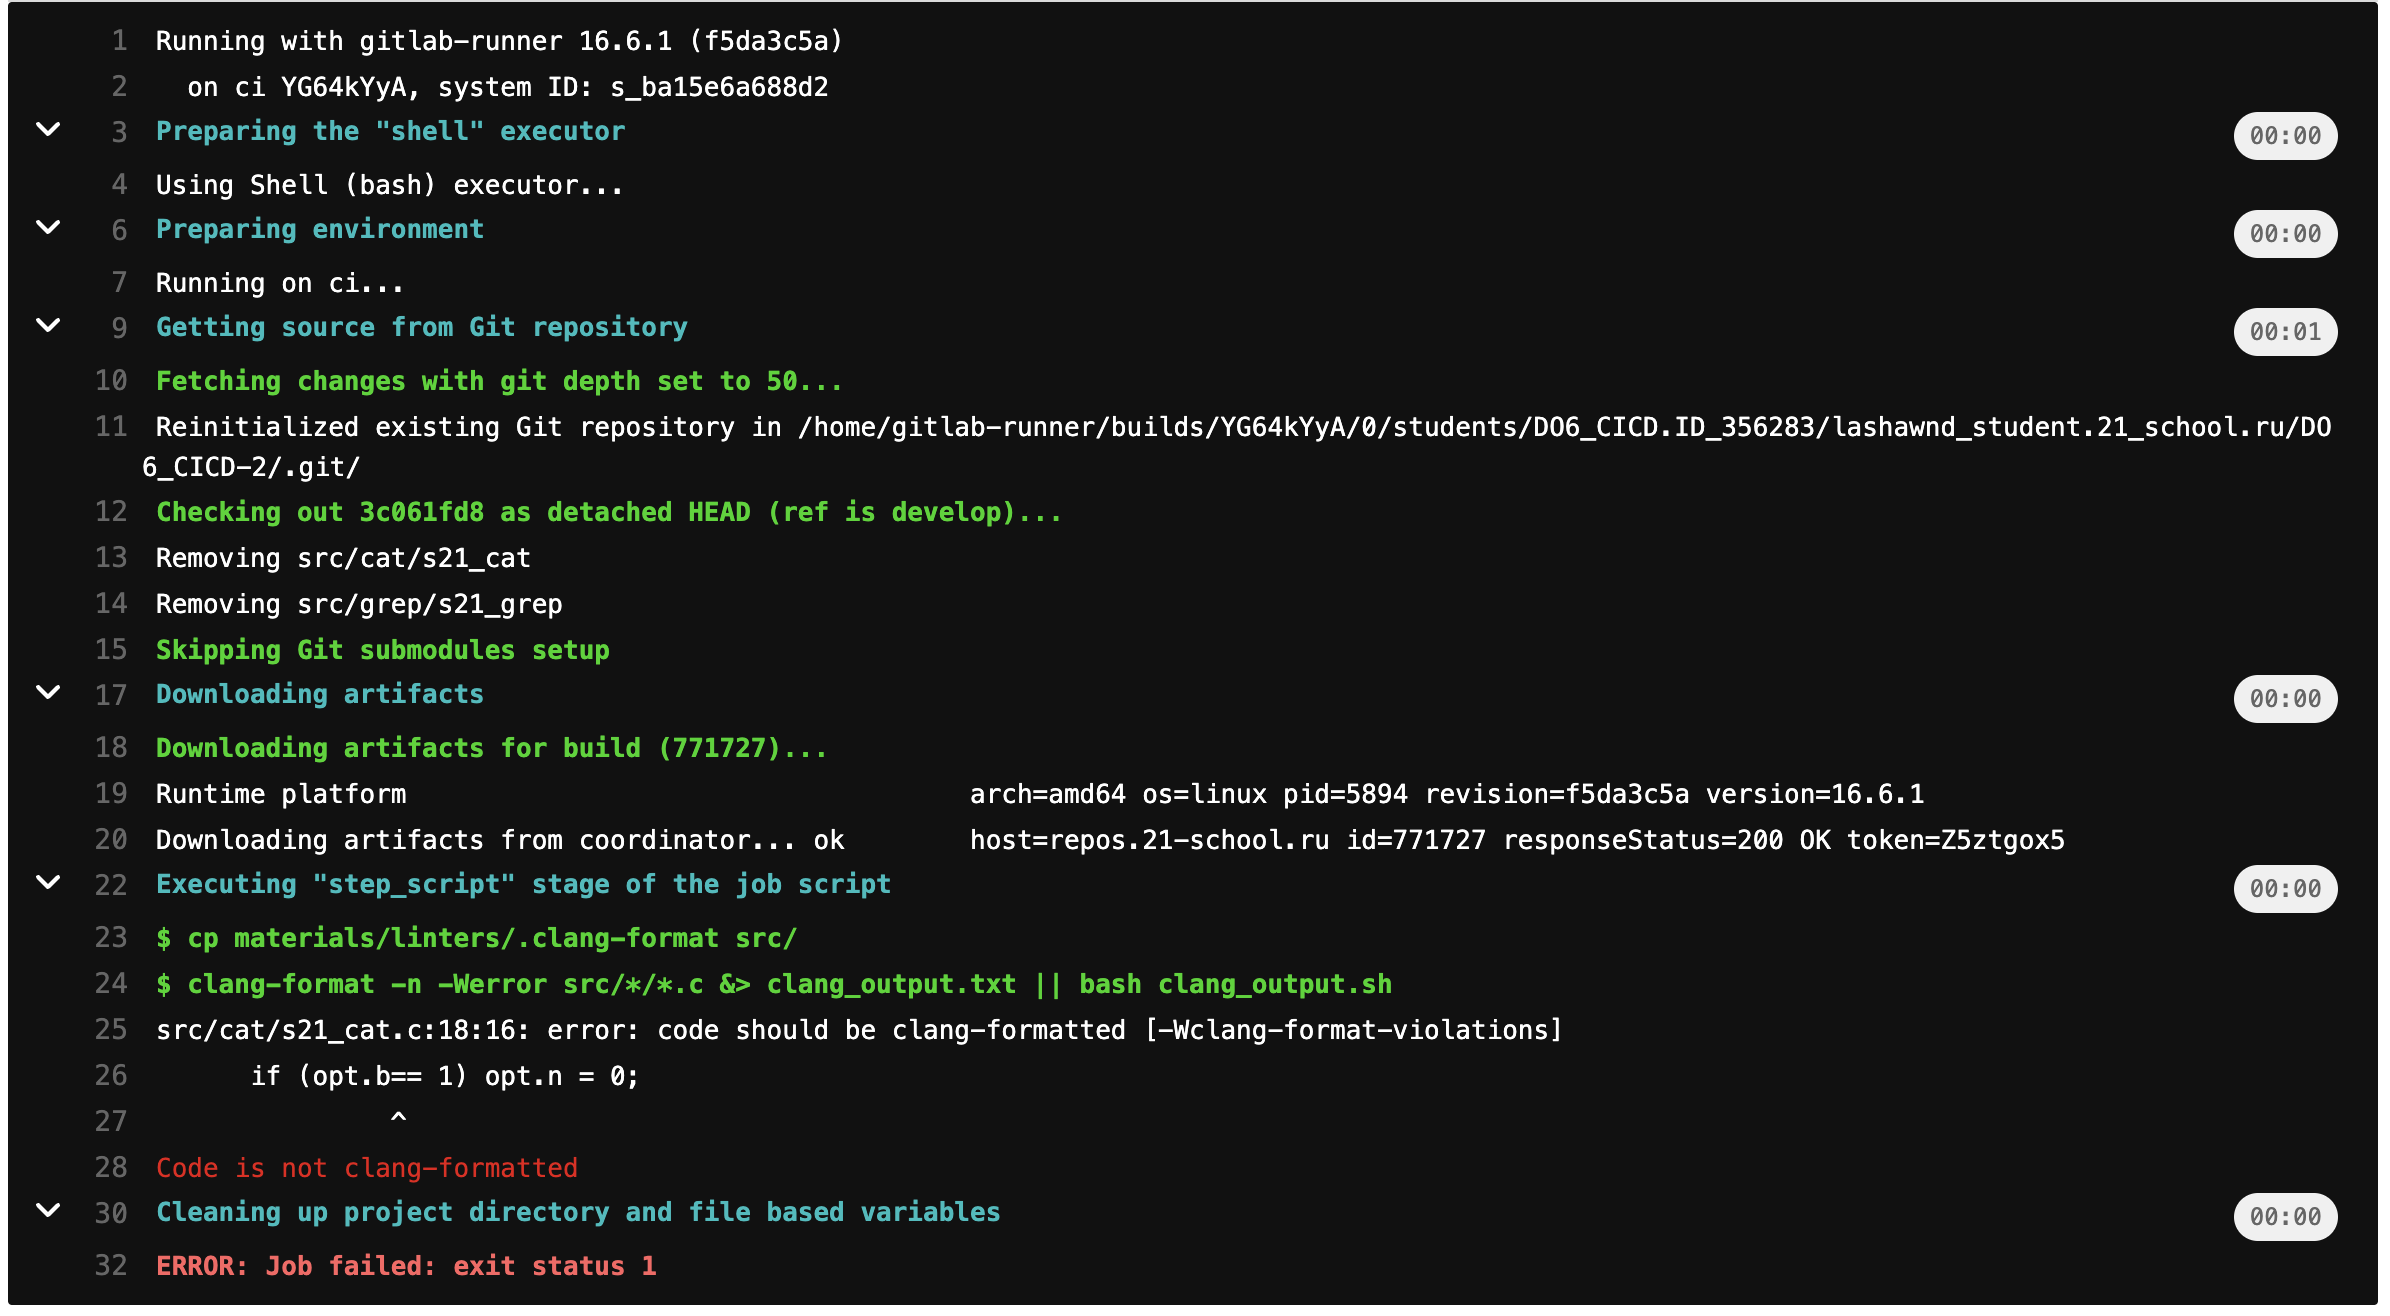 1 Running with gitlab-runner 16.6.1 (f5da3c5a)
2 on ci YG64kYyA, system ID: s_ba15e6a688d2
3 Preparing the "shell" executor 00:00
4 Using Shell (bash) executor...
6 Preparing environment 00:00
7 Running on ci...
9 Getting source from Git repository 00:01
10 Fetching changes with git depth set to 50...
11 Reinitialized existing Git repository in /home/gitlab-runner/builds/YG64kYyA/0/students/DO6_CICD.ID_356283/lashawnd_student.21_school.ru/DO
6_CICD-2/.git/
12 Checking out 3c061fd8 as detached HEAD (ref is develop)...
13 Removing src/cat/s21_cat
14 Removing src/grep/s21_grep
15 Skipping Git submodules setup
17 Downloading artifacts 00:00
18 Downloading artifacts for build (771727)...
19 Runtime platform arch=amd64 os=linux pid=5894 revision=f5da3c5a version=16.6.1
20 Downloading artifacts from coordinator... ok host=repos.21-school.ru id=771727 responseStatus=200 OK token=Z5ztgox5
22 Executing "step_script" stage of the job script 00:00
23 $ cp materials/linters/.clang-format src/
24 $ clang-format -n -Werror src/*/*.c &> clang_output.txt || bash clang_output.sh
25 src/cat/s21_cat.c:18:16: error: code should be clang-formatted [-Wclang-format-violations]
26 if (opt.b== 1) opt.n = 0;
27 ^
28 Code is not clang-formatted
30 Cleaning up project directory and file based variables 00:00
32 ERROR: Job failed: exit status 1